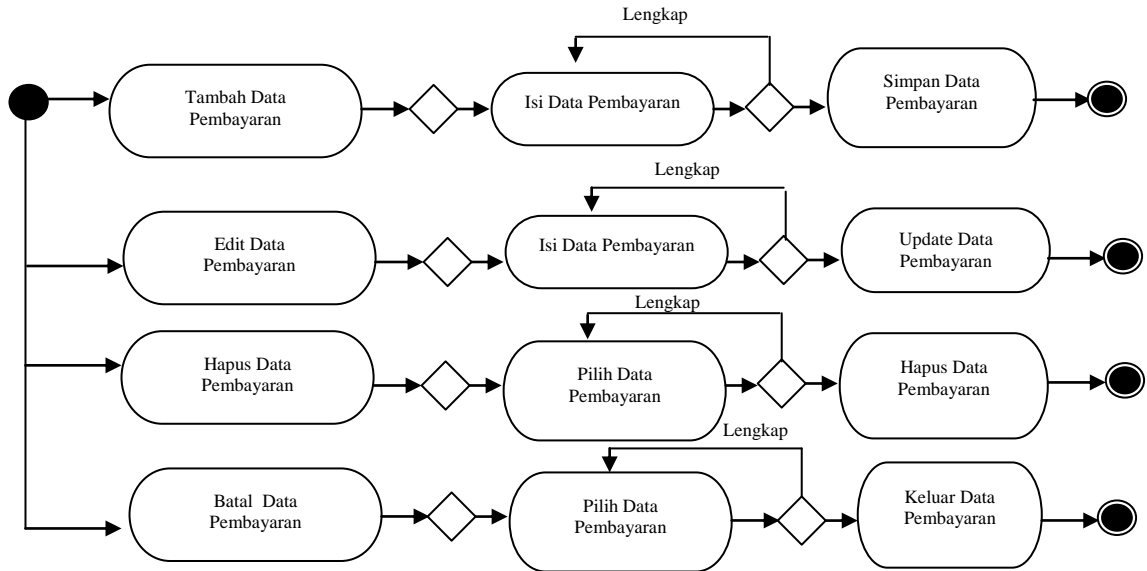 Lengkap
Tambah Data
Pembayaran
Isi Data Pembayaran
Simpan Data
Pembayaran
Lengkap
Edit Data
Pembayaran
Isi Data Pembayaran
Update Data
Pembayaran
Lengkap
Hapus Data
Pembayaran
Pilih Data
Pembayaran
Hapus Data
Pembayaran
Lengkap
Batal Data
Pembayaran
Pilih Data
Pembayaran
Keluar Data
Pembayaran